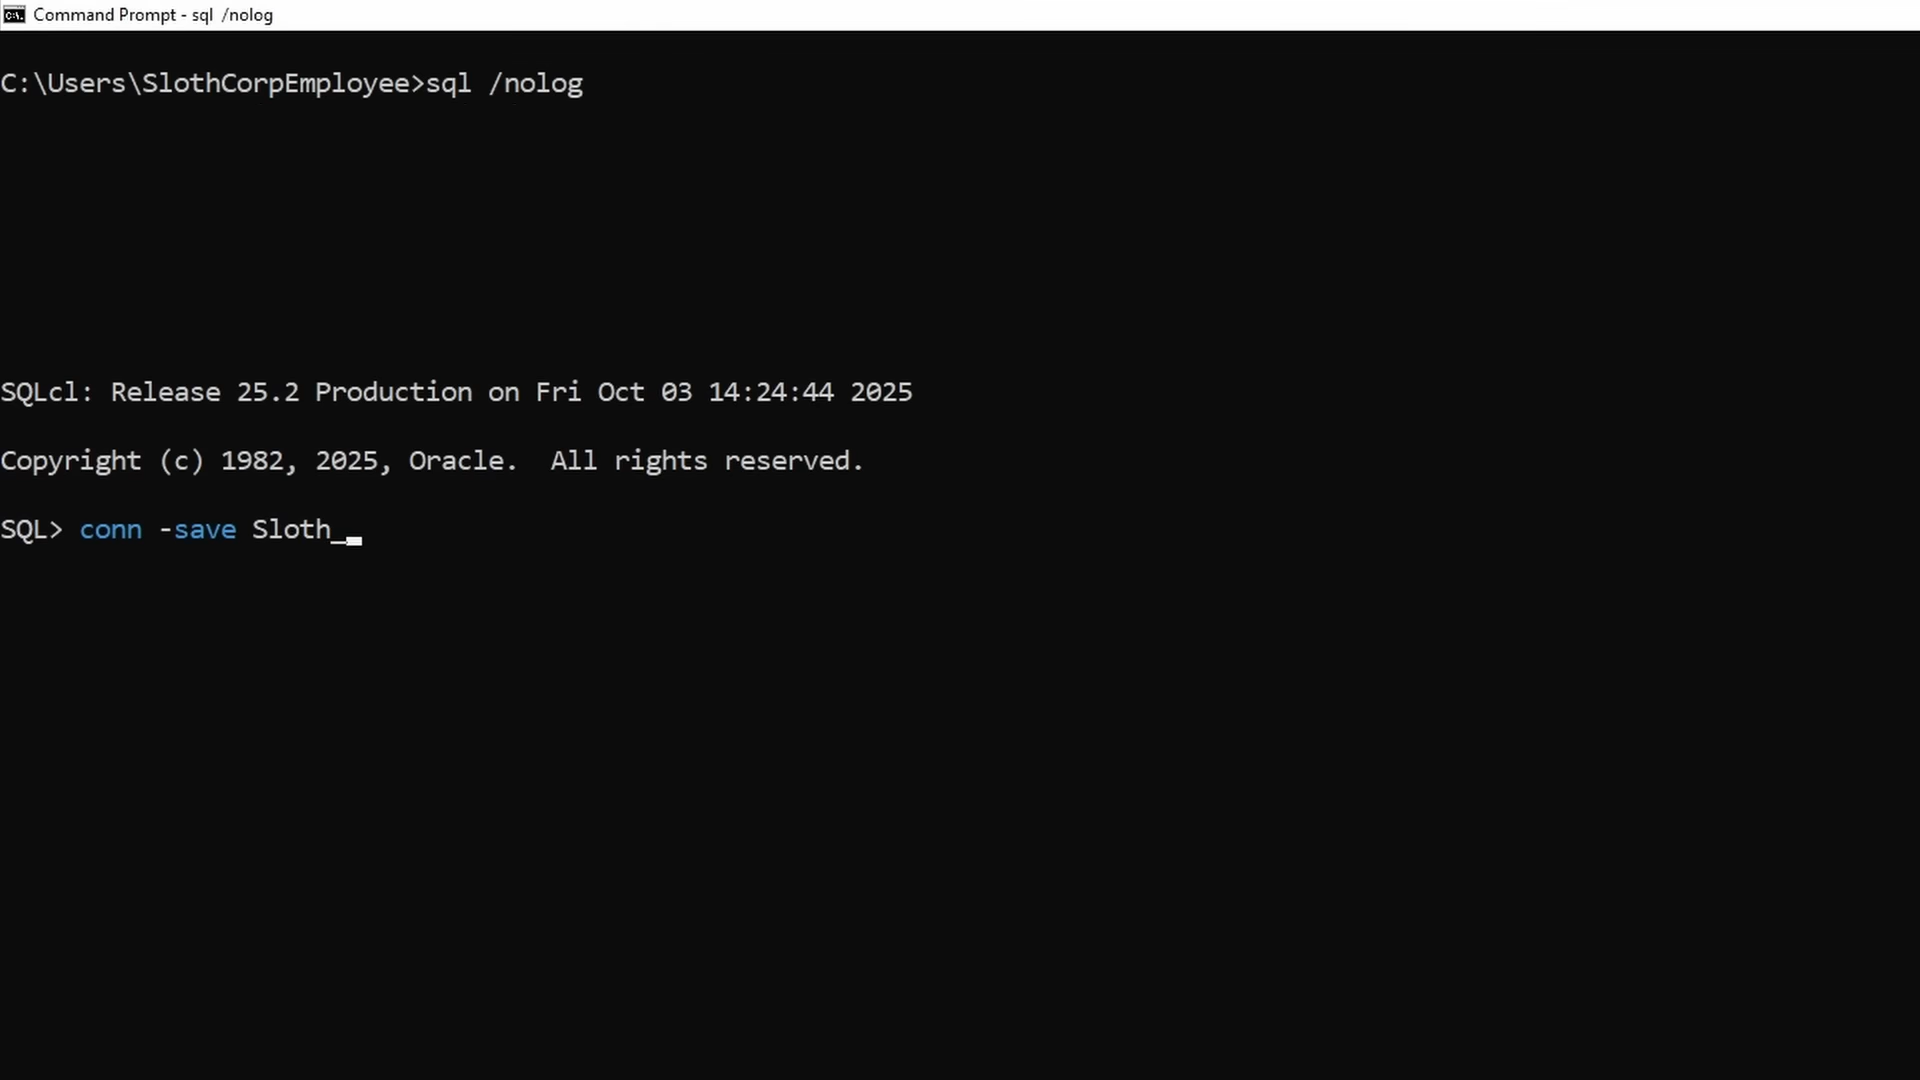 Command Prompt - sql  /nolog
C:\Users\SlothCorpEmployee>sql /nolog
SQLcl: Release 25.2 Production on Fri Oct 03 14:24:44 2025
Copyright (c) 1982, 2025, Oracle.  All rights reserved.
SQL> conn -save Sloth_